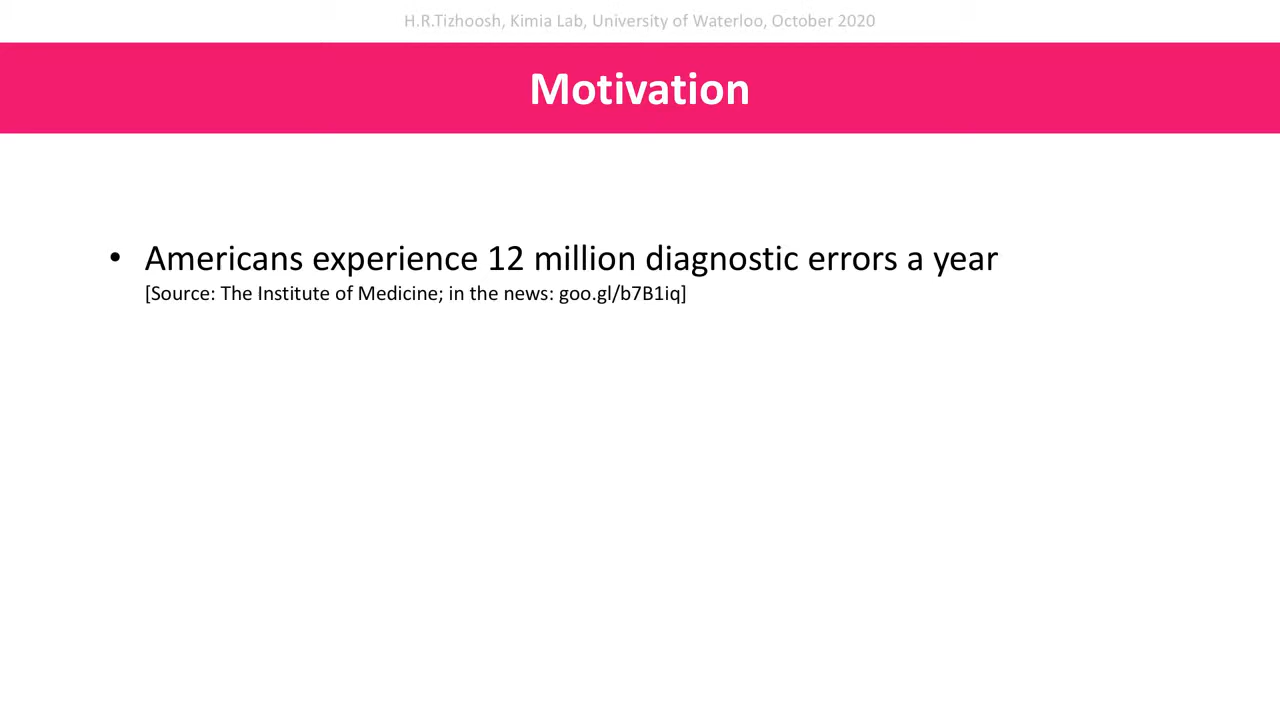 H.R.Tizhoosh, Kimia Lab, University of Waterloo, October 2020
Motivation
• Americans experience 12 million diagnostic errors a year
[Source: The Institute of Medicine; in the news: goo.gl/b7B1iq]